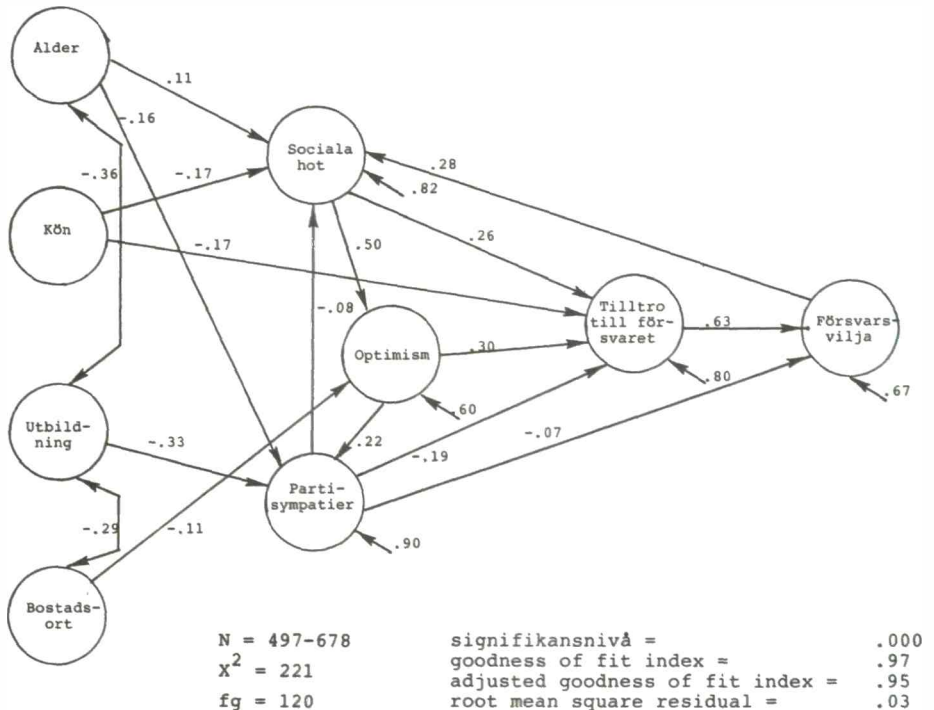 Alder
.11
-.16
Sociala
hot
.28
-.36
-.17
.82
Kön
-.17
.50
.26
-.08
Tilltro
till för-
svaret
.63
Försvars-
vilja
Optimism
.30
.80
.67
.60
Utbild-
ning
-.33
.22
-.19
-.07
Parti-
sympatier
-.29
-.11
.90
Bostads-
ort
N = 497-678
signifikansnivå = .000
goodness of fit index = .97
X² = 221
adjusted goodness of fit index = .95
fg = 120
root mean square residual = .03